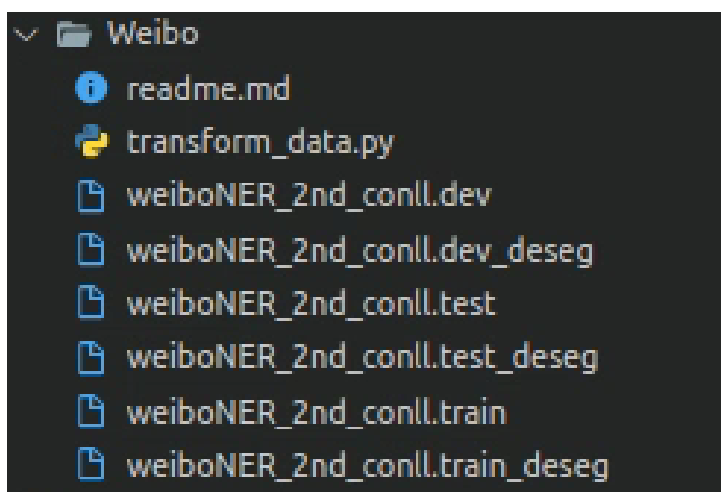 Weibo
readme.md
transform_data.py
weiboNER_2nd_conll.dev
weiboNER_2nd_conll.dev_deseg
weiboNER_2nd_conll.test
weiboNER_2nd_conll.test_deseg
weiboNER_2nd_conll.train
weiboNER_2nd_conll.train_deseg